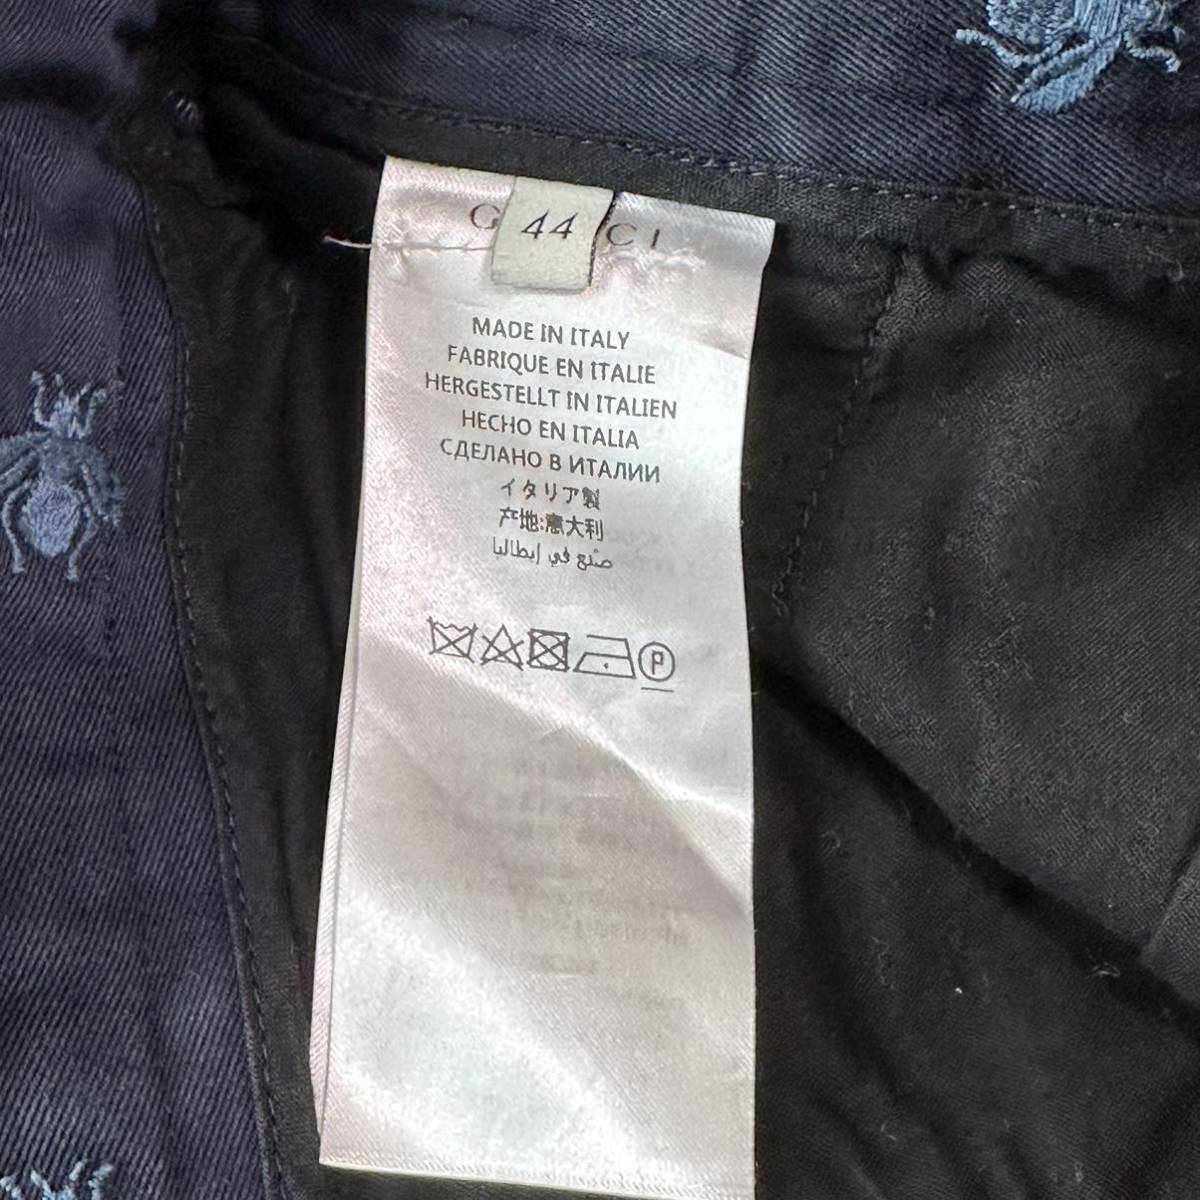 G CI
44
MADE IN ITALY
FABRIQUE EN ITALIE
HERGESTELLT IN ITALIEN
HECHO EN ITALIA
СДЕЛАНО В ИТАЛИИ
イタリア製
产地:意大利
صنع في إيطاليا
P